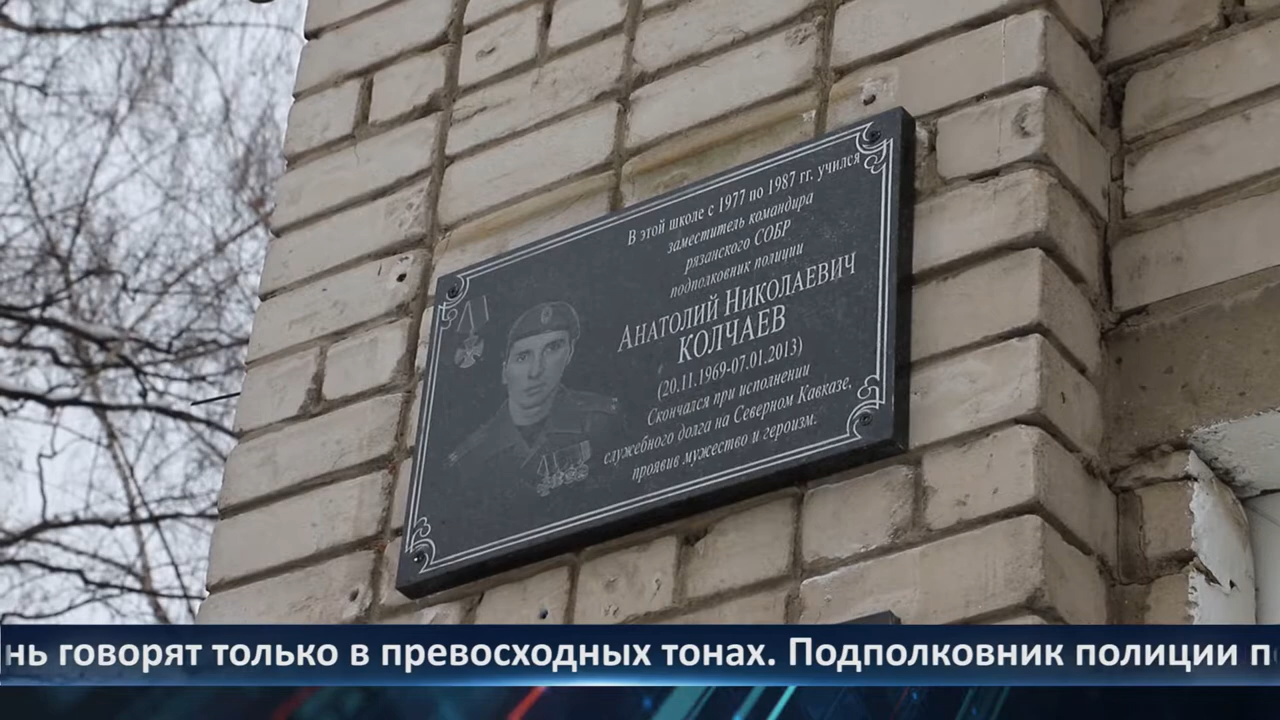 В этой школе с 1977 по 1987 гг. учился
заместитель командира
рязанского СОБР
подполковник полиции
Анатолий Николаевич
КОЛЧАЕВ
(20.11.1969-07.01.2013)
Скончался при исполнении
служебного долга на Северном Кавказе,
проявив мужество и героизм.
нь говорят только в превосходных тонах. Подполковник полиции п